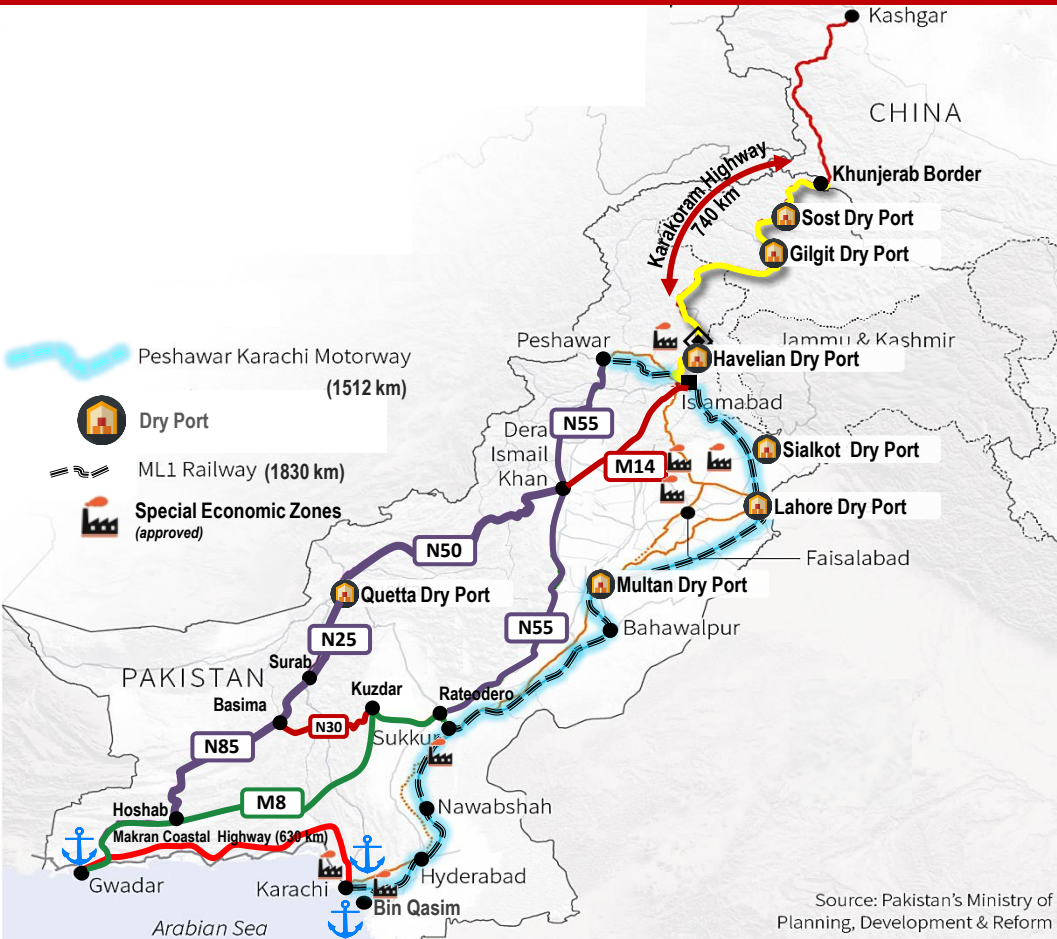 Kashgar
CHINA
Karakoram Highway
740 km
Khunjerab Border
Sost Dry Port
Gilgit Dry Port
Peshawar
Jammu & Kashmir
Havelian Dry Port
Islamabad
Peshawar Karachi Motorway
(1512 km)
Dry Port
ML1 Railway (1830 km)
Special Economic Zones
(approved)
N55
Dera
Ismail
Khan
M14
Sialkot Dry Port
Lahore Dry Port
N50
Faisalabad
Quetta Dry Port
Multan Dry Port
N25
N55
Bahawalpur
Surab
PAKISTAN
Kuzdar
Rateodero
Basima
N30
Sukkur
N85
M8
Hoshab
Nawabshah
Makran Coastal Highway (630 km)
Gwadar
Karachi
Hyderabad
Bin Qasim
Arabian Sea
Source: Pakistan's Ministry of
Planning, Development & Reform